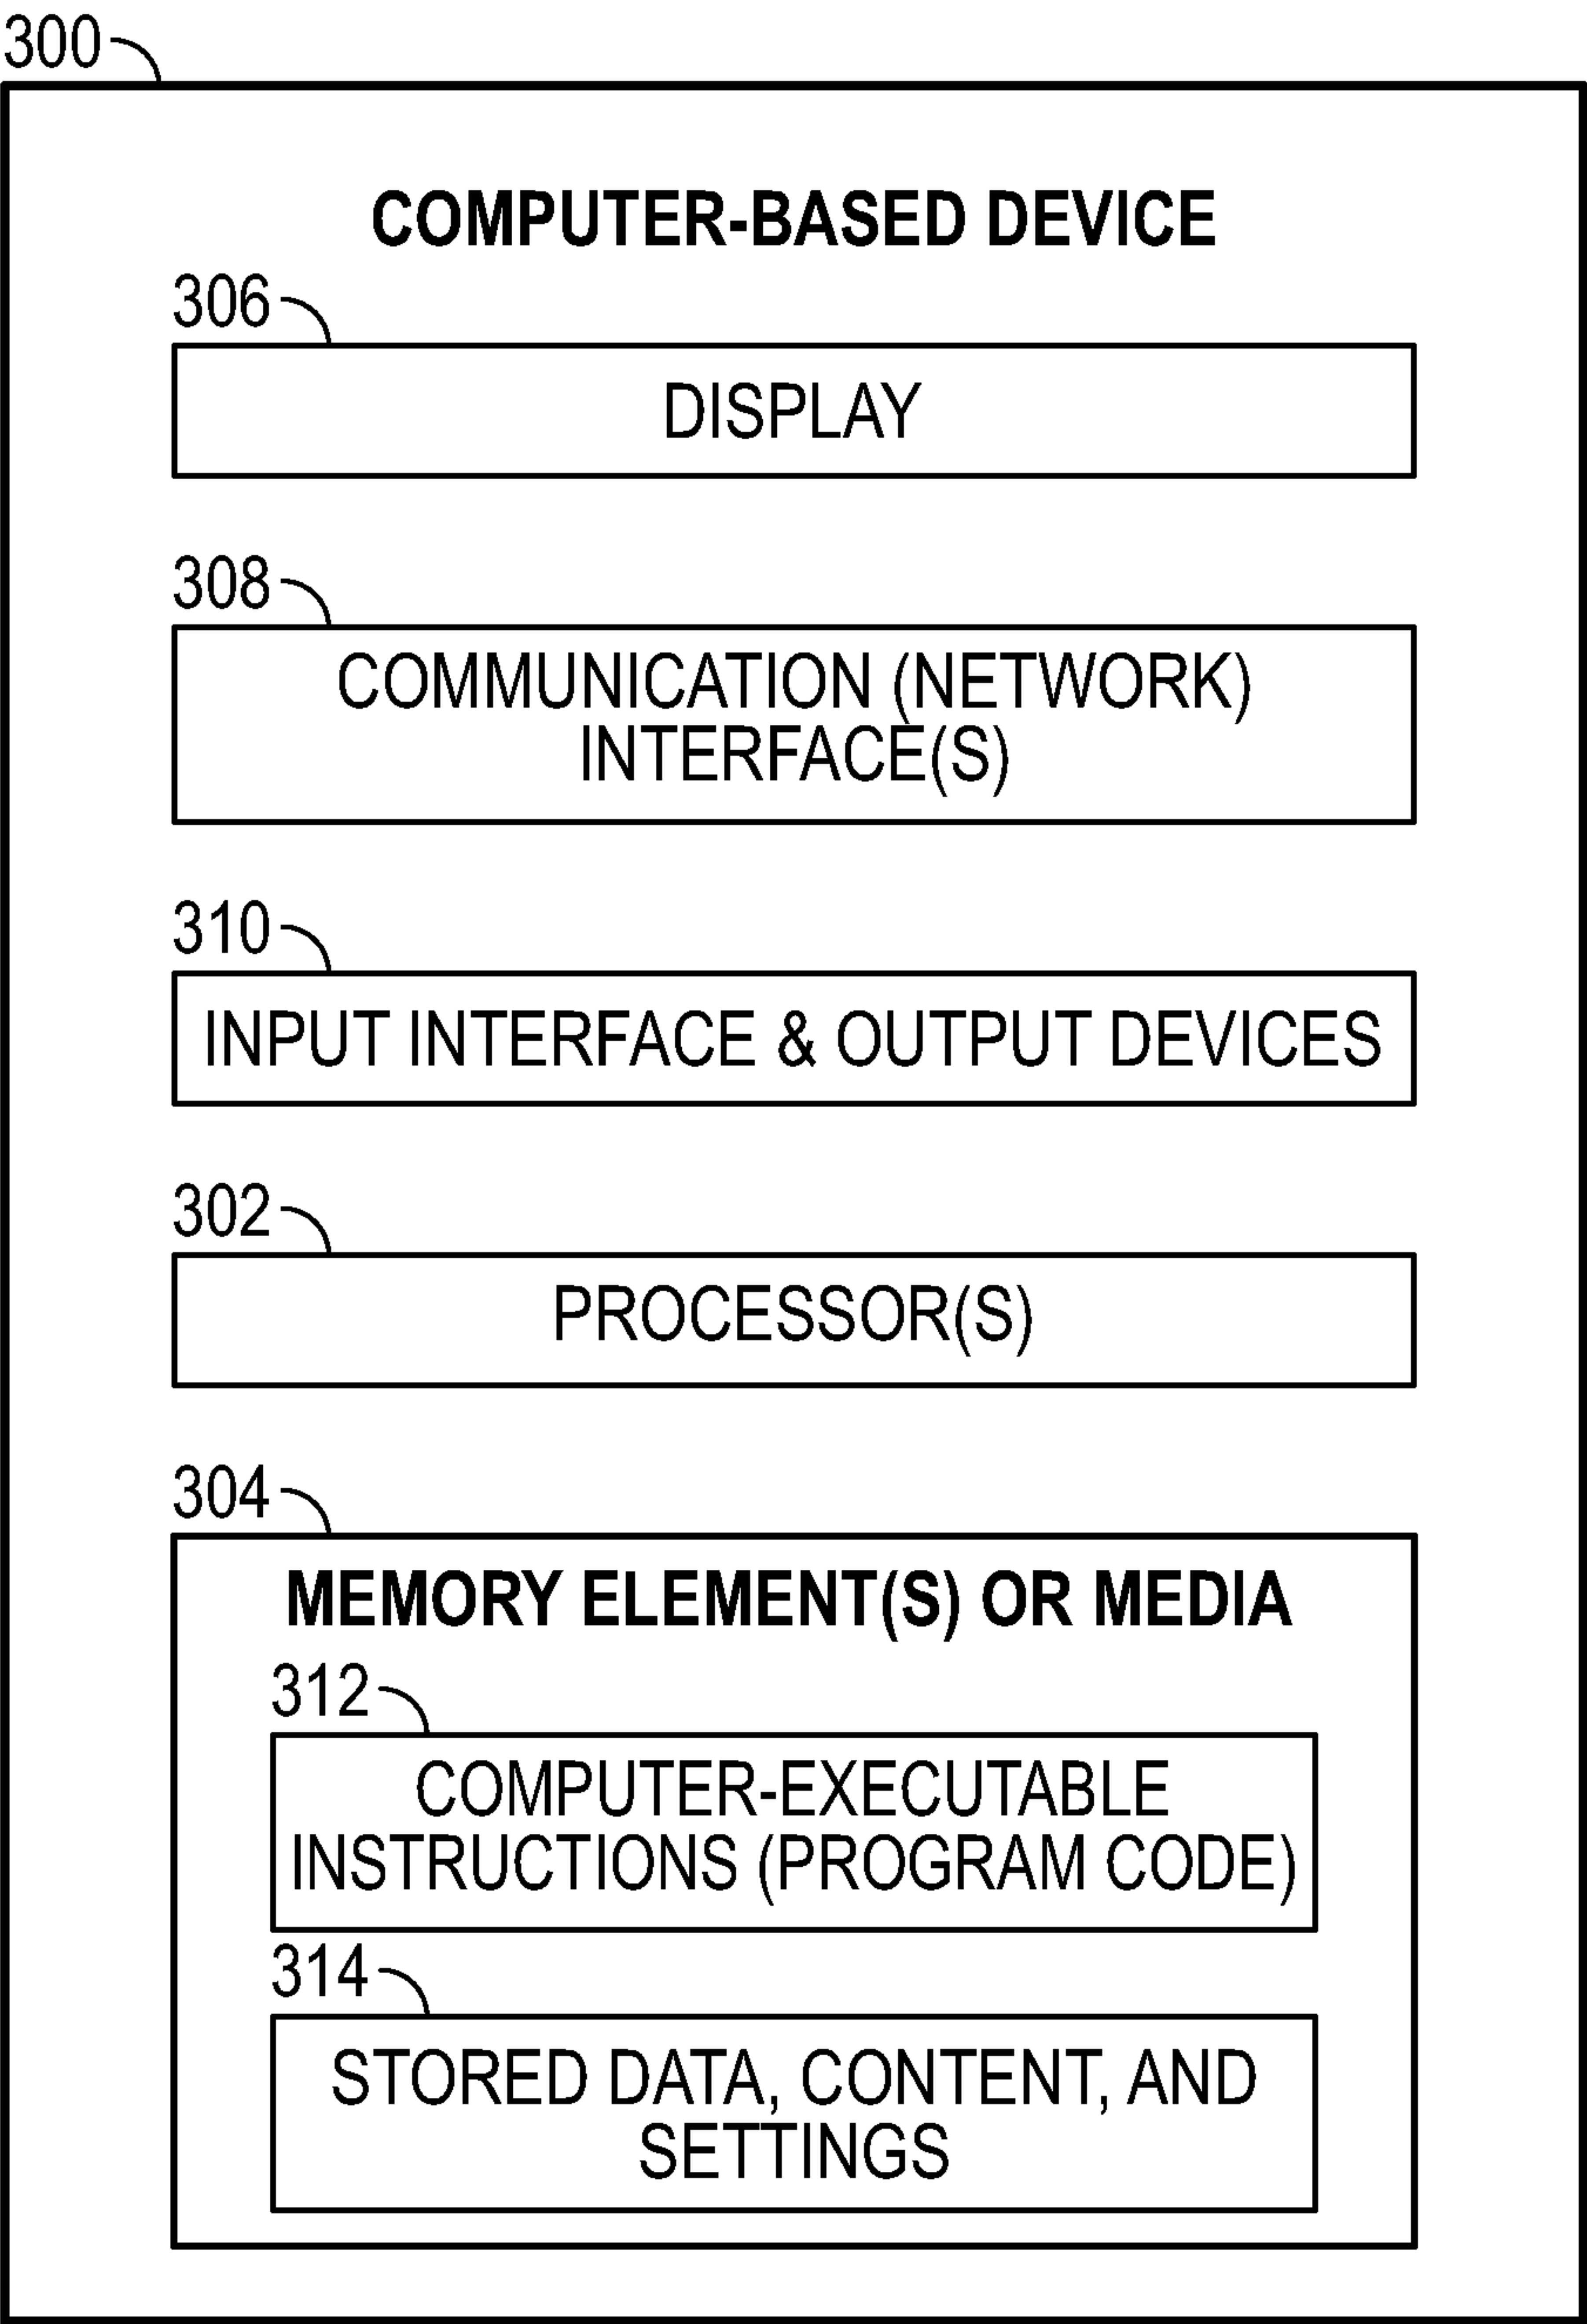 300
COMPUTER-BASED DEVICE
306
DISPLAY
308
COMMUNICATION (NETWORK)
INTERFACE(S)
310
INPUT INTERFACE & OUTPUT DEVICES
302
PROCESSOR(S)
304
MEMORY ELEMENT(S) OR MEDIA
312
COMPUTER-EXECUTABLE
INSTRUCTIONS (PROGRAM CODE)
314
STORED DATA, CONTENT, AND
SETTINGS